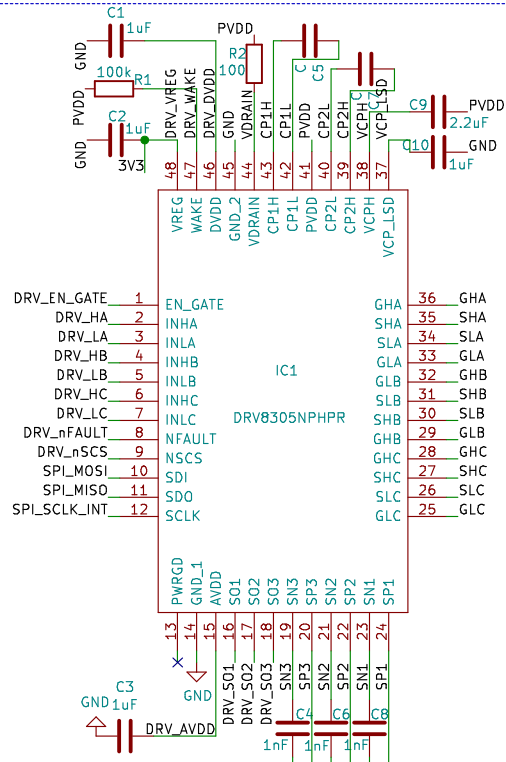 C1
1uF
GND
PVDD
R2
100
C
C5
100k
R1
PVDD
C2
1uF
GND
3V3
DRV_VREG
DRV_WAKE
DRV_DVDD
GND
VDRAIN
CP1H
CP1L
PVDD
CP2L
CP2H
VCPH
VCP_LSD
C
C7
C9
PVDD
2.2uF
C10
GND
1uF
48
47
46
45
44
43
42
41
40
39
38
37
VREG
WAKE
DVDD
GND_2
VDRAIN
CP1H
CP1L
PVDD
CP2L
CP2H
VCPH
VCP_LSD
DRV_EN_GATE 1 EN_GATE
DRV_HA 2 INHA
DRV_LA 3 INLA
DRV_HB 4 INHB
DRV_LB 5 INLB
DRV_HC 6 INHC
DRV_LC 7 INLC
DRV_nFAULT 8 NFAULT
DRV_nSCS 9 NSCS
SPI_MOSI 10 SDI
SPI_MISO 11 SDO
SPI_SCLK_INT 12 SCLK
IC1
DRV8305NPHPR
GHA 36 GHA
SHA 35 SHA
SLA 34 SLA
GLA 33 GLA
GLB 32 GHB
SLB 31 SHB
SHB 30 SLB
GHB 29 GLB
GHC 28 GHC
SHC 27 SHC
SLC 26 SLC
GLC 25 GLC
PWRGD
GND_1
AVDD
SO1
SO2
SO3
SN3
SP3
SN2
SP2
SN1
SP1
13
14
15
16
17
18
19
20
21
22
23
24
GND
DRV_SO1
DRV_SO2
DRV_SO3
SN3
SP3
SN2
SP2
SN1
SP1
C3
GND
1uF
DRV_AVDD
C4
1nF
C6
1nF
C8
1nF